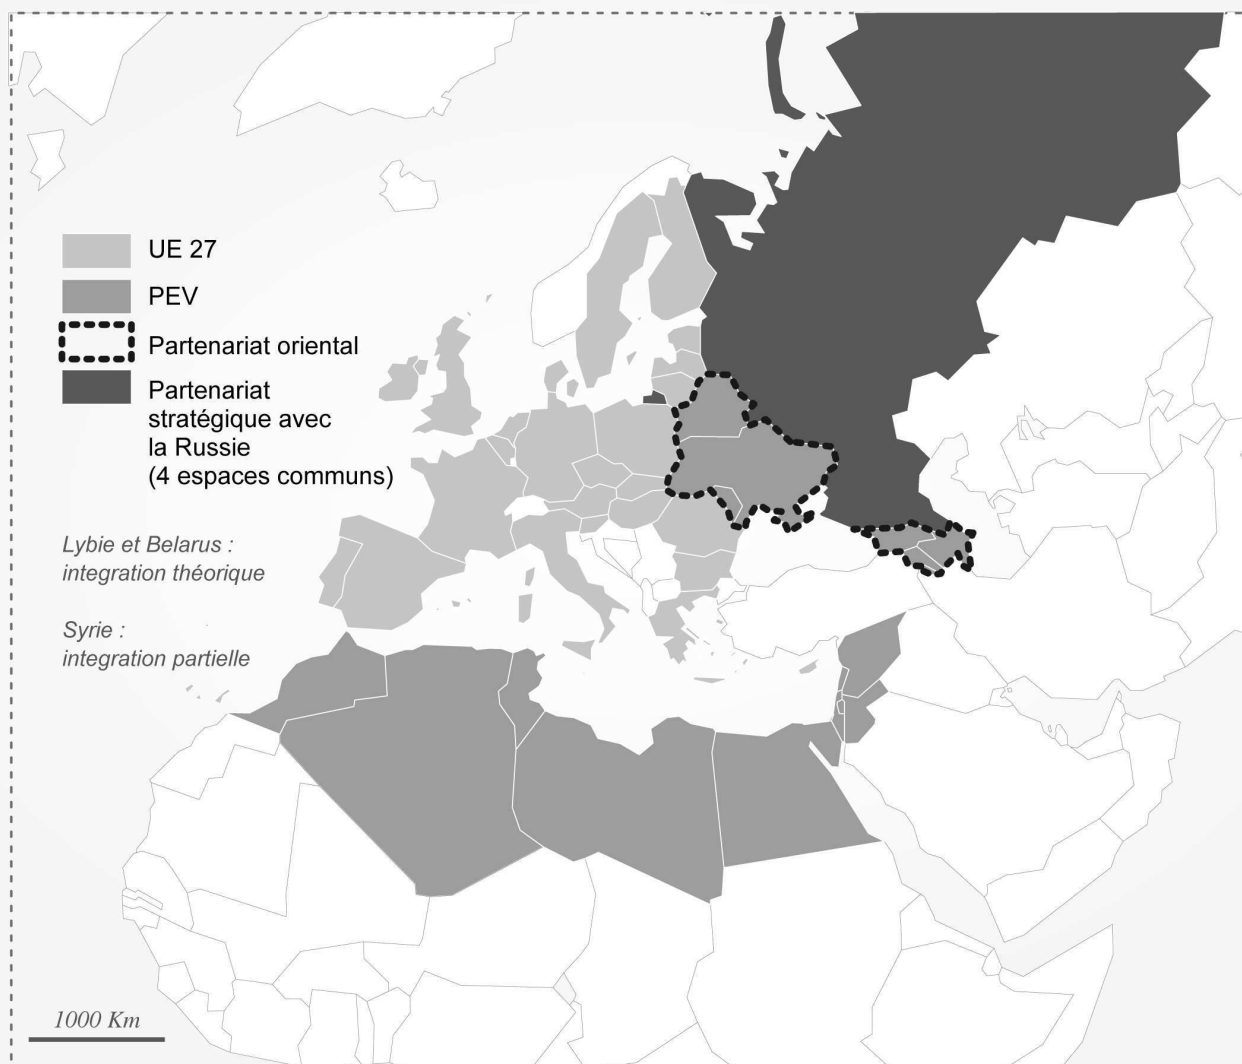 UE 27
PEV
Partenariat oriental
Partenariat
stratégique avec
la Russie
(4 espaces communs)
Lybie et Belarus :
integration théorique
Syrie :
integration partielle
1000 Km